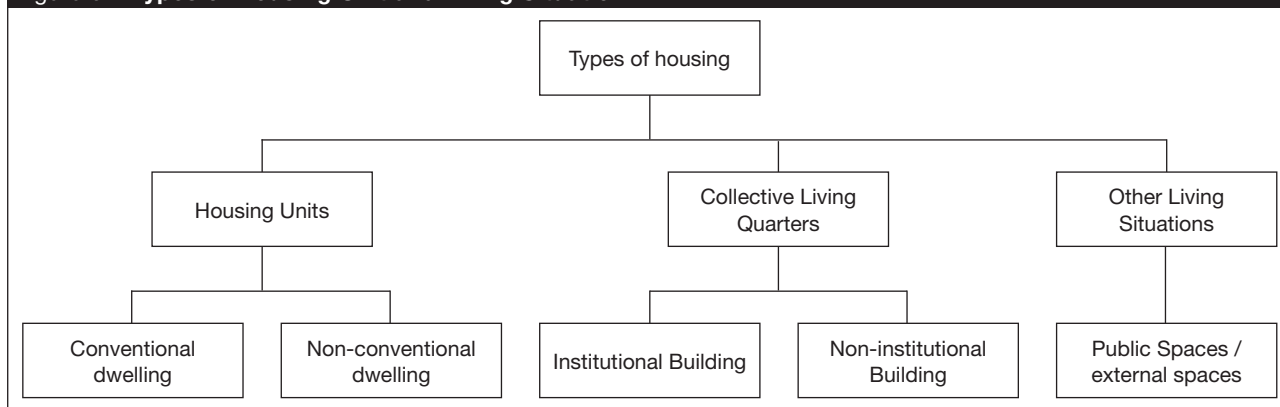 Types of housing
Housing Units
Collective Living
Quarters
Other Living
Situations
Conventional
dwelling
Non-conventional
dwelling
Institutional Building
Non-institutional
Building
Public Spaces /
external spaces